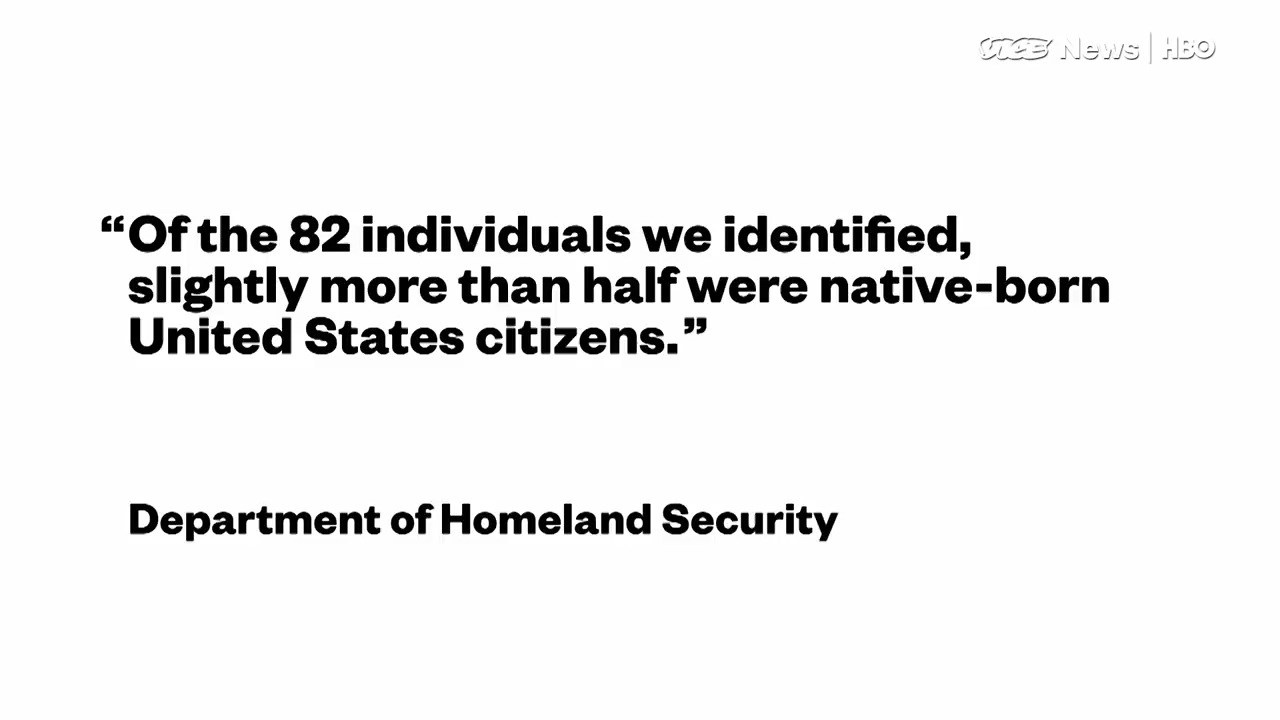 VICE News | HBO
“Of the 82 individuals we identified,
slightly more than half were native-born
United States citizens.”
Department of Homeland Security